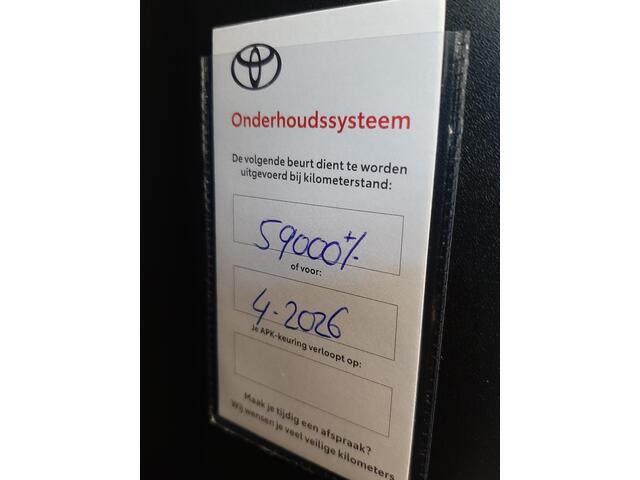 Onderhoudssysteem
De volgende beurt dient te worden
uitgevoerd bij kilometerstand:
59000 +/-
of voor:
4-2026
Je APK-keuring verloopt op:
Maak je tijdig een afspraak?
Wij wensen je veel veilige kilometers